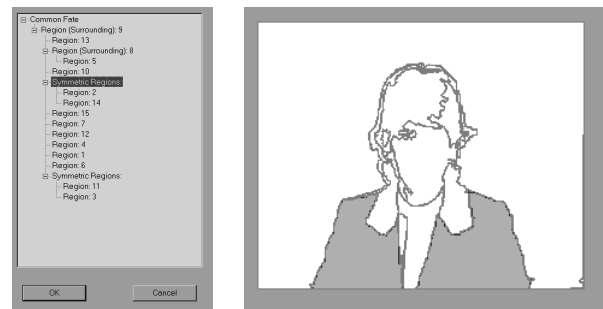 Common Fate
Region (Surrounding): 9
Region: 13
Region (Surrounding): 8
Region: 5
Region: 10
Symmetric Regions:
Region: 2
Region: 14
Region: 15
Region: 7
Region: 12
Region: 4
Region: 1
Region: 6
Symmetric Regions:
Region: 11
Region: 3
OK
Cancel